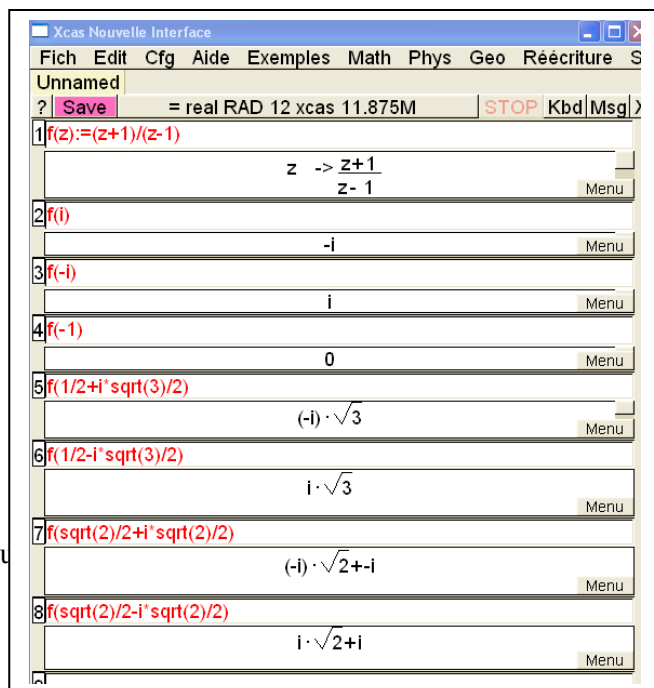 Xcas Nouvelle Interface
Fich Edit Cfg Aide Exemples Math Phys Geo Réécriture S
Unnamed
? Save = real RAD 12 xcas 11.875M STOP Kbd Msg X
1 f(z):=(z+1)/(z-1)
z -> z+1
z- 1
Menu
2 f(i)
-i
Menu
3 f(-i)
i
Menu
4 f(-1)
0
Menu
5 f(1/2+i*sqrt(3)/2)
(-i)·√3
Menu
6 f(1/2-i*sqrt(3)/2)
i·√3
Menu
7 f(sqrt(2)/2+i*sqrt(2)/2)
(-i)·√2+-i
Menu
8 f(sqrt(2)/2-i*sqrt(2)/2)
i·√2+i
Menu